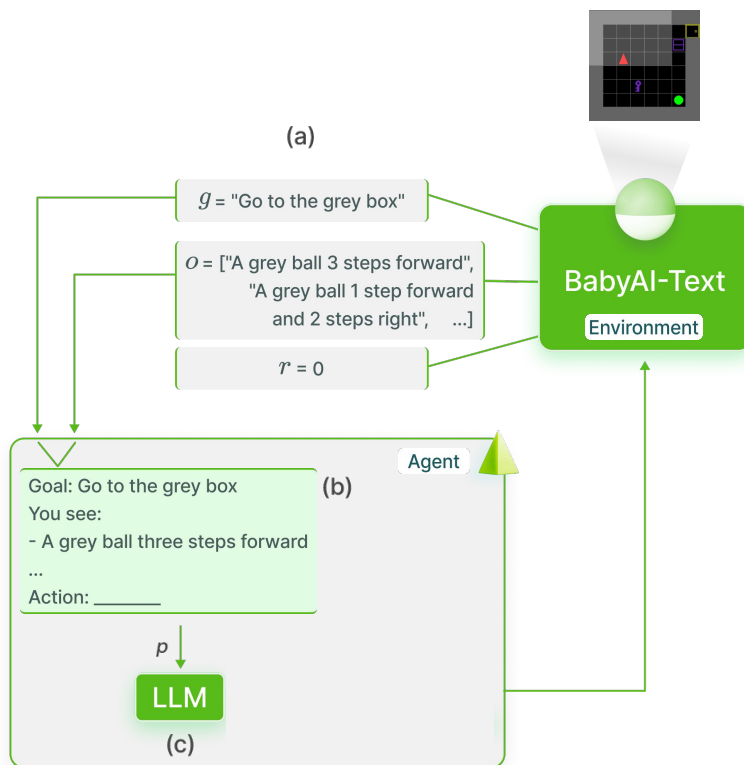 (a)
g = "Go to the grey box"
o = ["A grey ball 3 steps forward",
"A grey ball 1 step forward
and 2 steps right", ...]
r = 0
BabyAI-Text
Environment
Agent
Goal: Go to the grey box
You see:
- A grey ball three steps forward
...
Action: _______
(b)
p
LLM
(c)